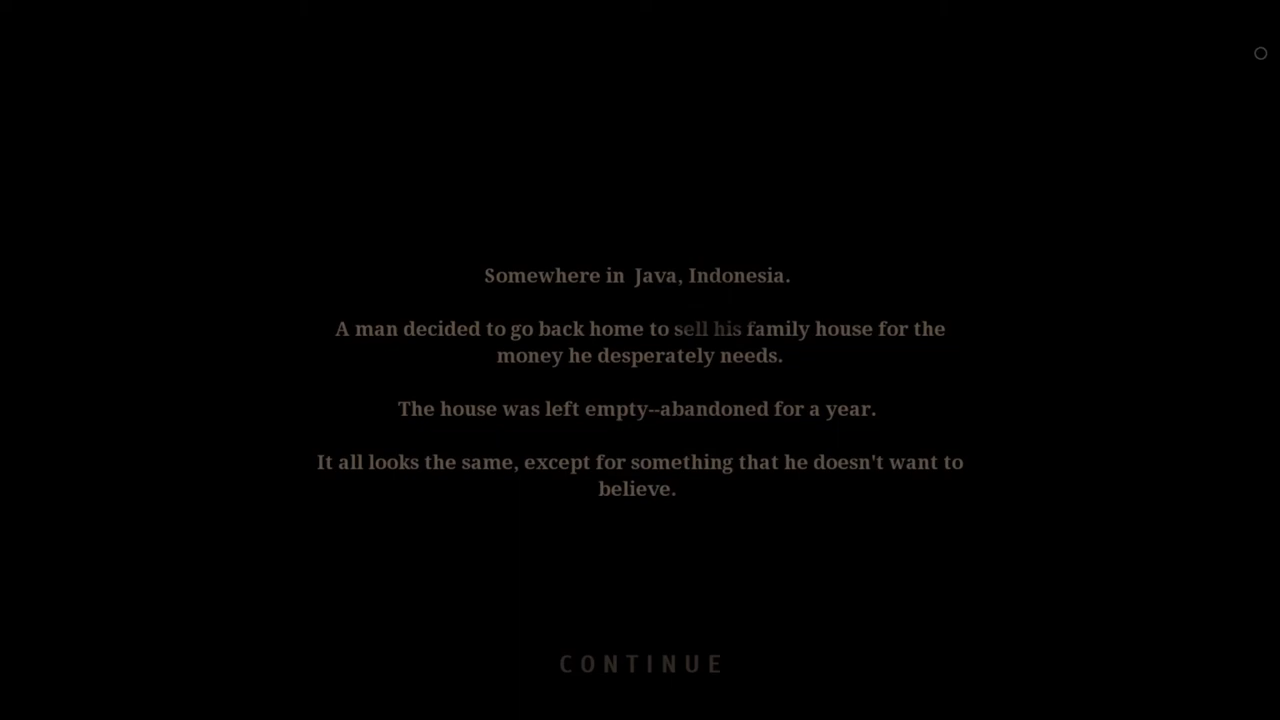 Somewhere in  Java, Indonesia.
A man decided to go back home to sell his family house for the
money he desperately needs.
The house was left empty--abandoned for a year.
It all looks the same, except for something that he doesn't want to
believe.
CONTINUE